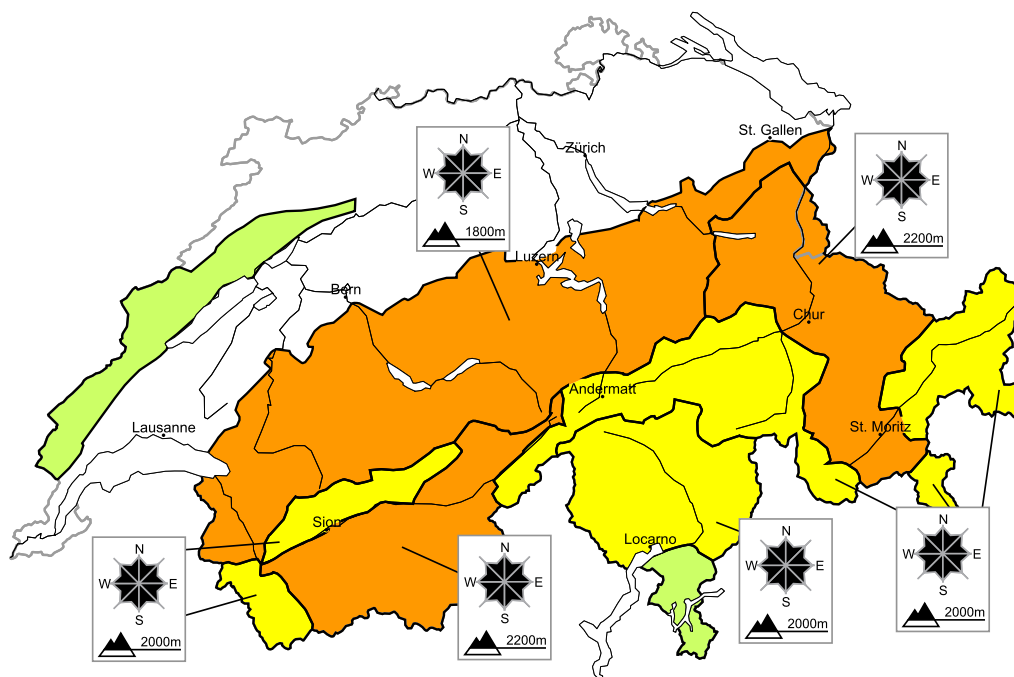 St. Gallen
Zürich
N
W E
S
1800m
N
W E
S
2200m
Luzern
Bern
Chur
Andermatt
Lausanne
St. Moritz
Sion
Locarno
N
W E
S
2000m
N
W E
S
2200m
N
W E
S
2000m
N
W E
S
2000m